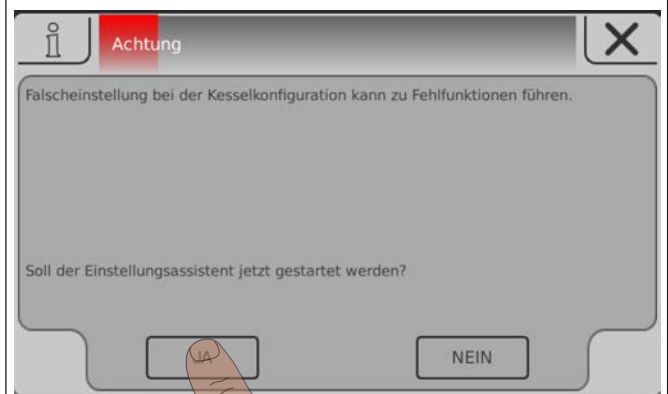 Achtung
Falscheinstellung bei der Kesselkonfiguration kann zu Fehlfunktionen führen.
Soll der Einstellungsassistent jetzt gestartet werden?
JA
NEIN